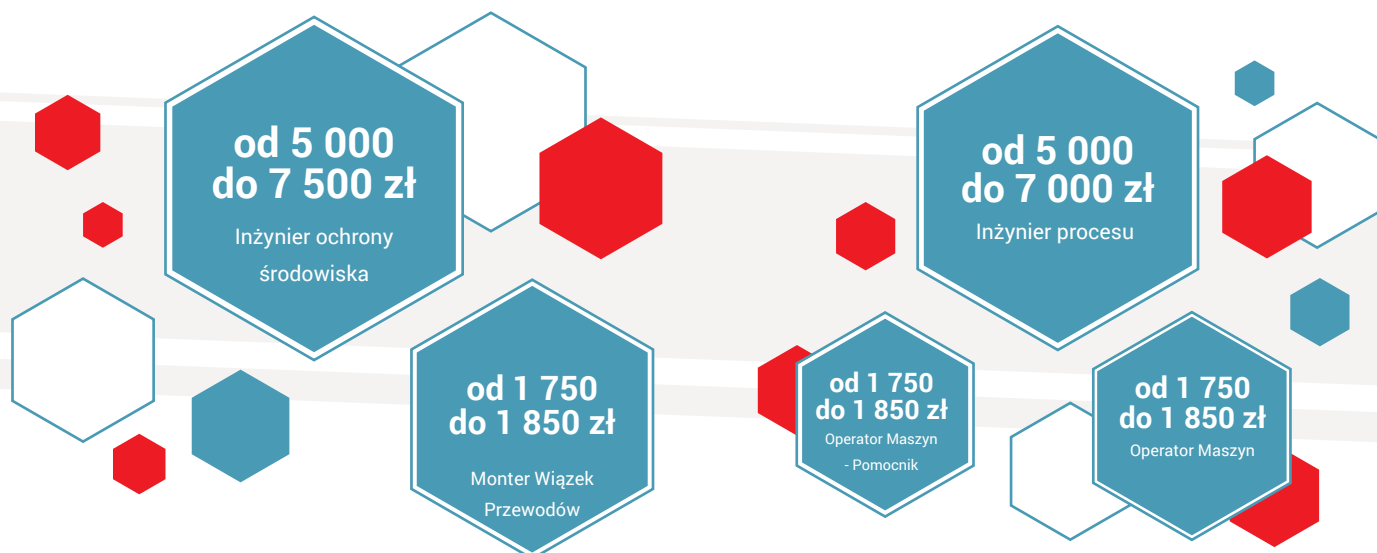 od 5 000
do 7 500 zł
Inżynier ochrony
środowiska
od 5 000
do 7 000 zł
Inżynier procesu
od 1 750
do 1 850 zł
Monter Wiązek
Przewodów
od 1 750
do 1 850 zł
Operator Maszyn
- Pomocnik
od 1 750
do 1 850 zł
Operator Maszyn